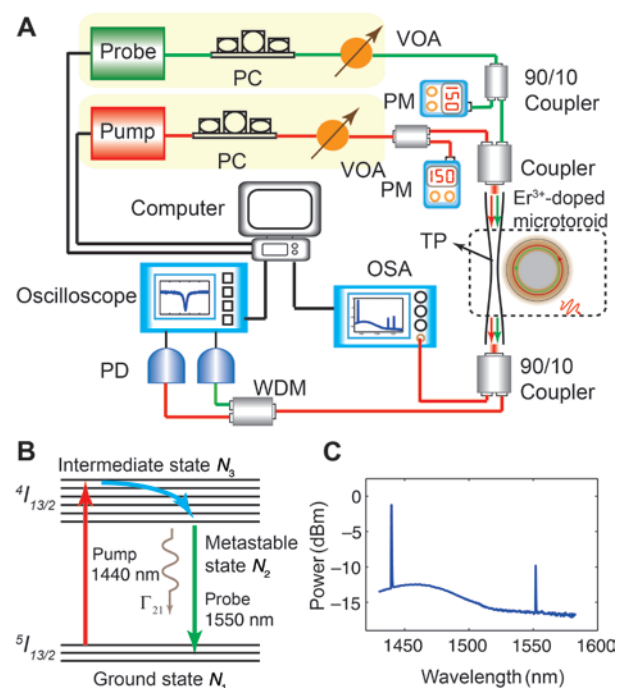 A
Probe
PC
VOA
90/10
Coupler
PM
150
Pump
PC
VOA
PM
150
Coupler
Er³⁺-doped
microtoroid
Computer
TP
Oscilloscope
OSA
PD
WDM
90/10
Coupler
B
Intermediate state N₃
⁴I₁₃/₂
Pump
1440 nm
Γ₂₁
Metastable
state N₂
Probe
1550 nm
⁵I₁₃/₂
Ground state N₁
C
Power (dBm)
0
−5
−10
−15
1450
1500
1550
1600
Wavelength (nm)